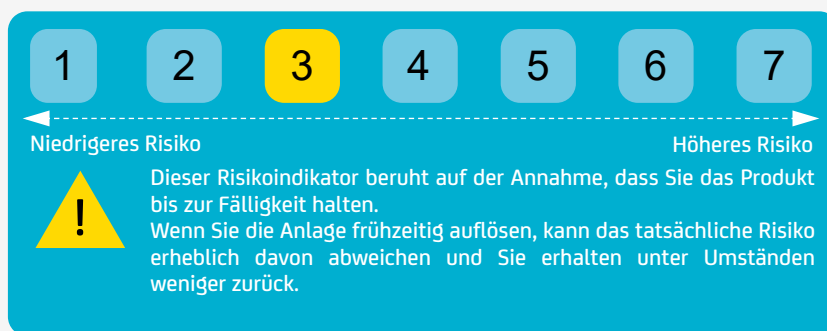 1 2 3 4 5 6 7
Niedrigeres Risiko Höheres Risiko
! Dieser Risikoindikator beruht auf der Annahme, dass Sie das Produkt
bis zur Fälligkeit halten.
Wenn Sie die Anlage frühzeitig auflösen, kann das tatsächliche Risiko
erheblich davon abweichen und Sie erhalten unter Umständen
weniger zurück.